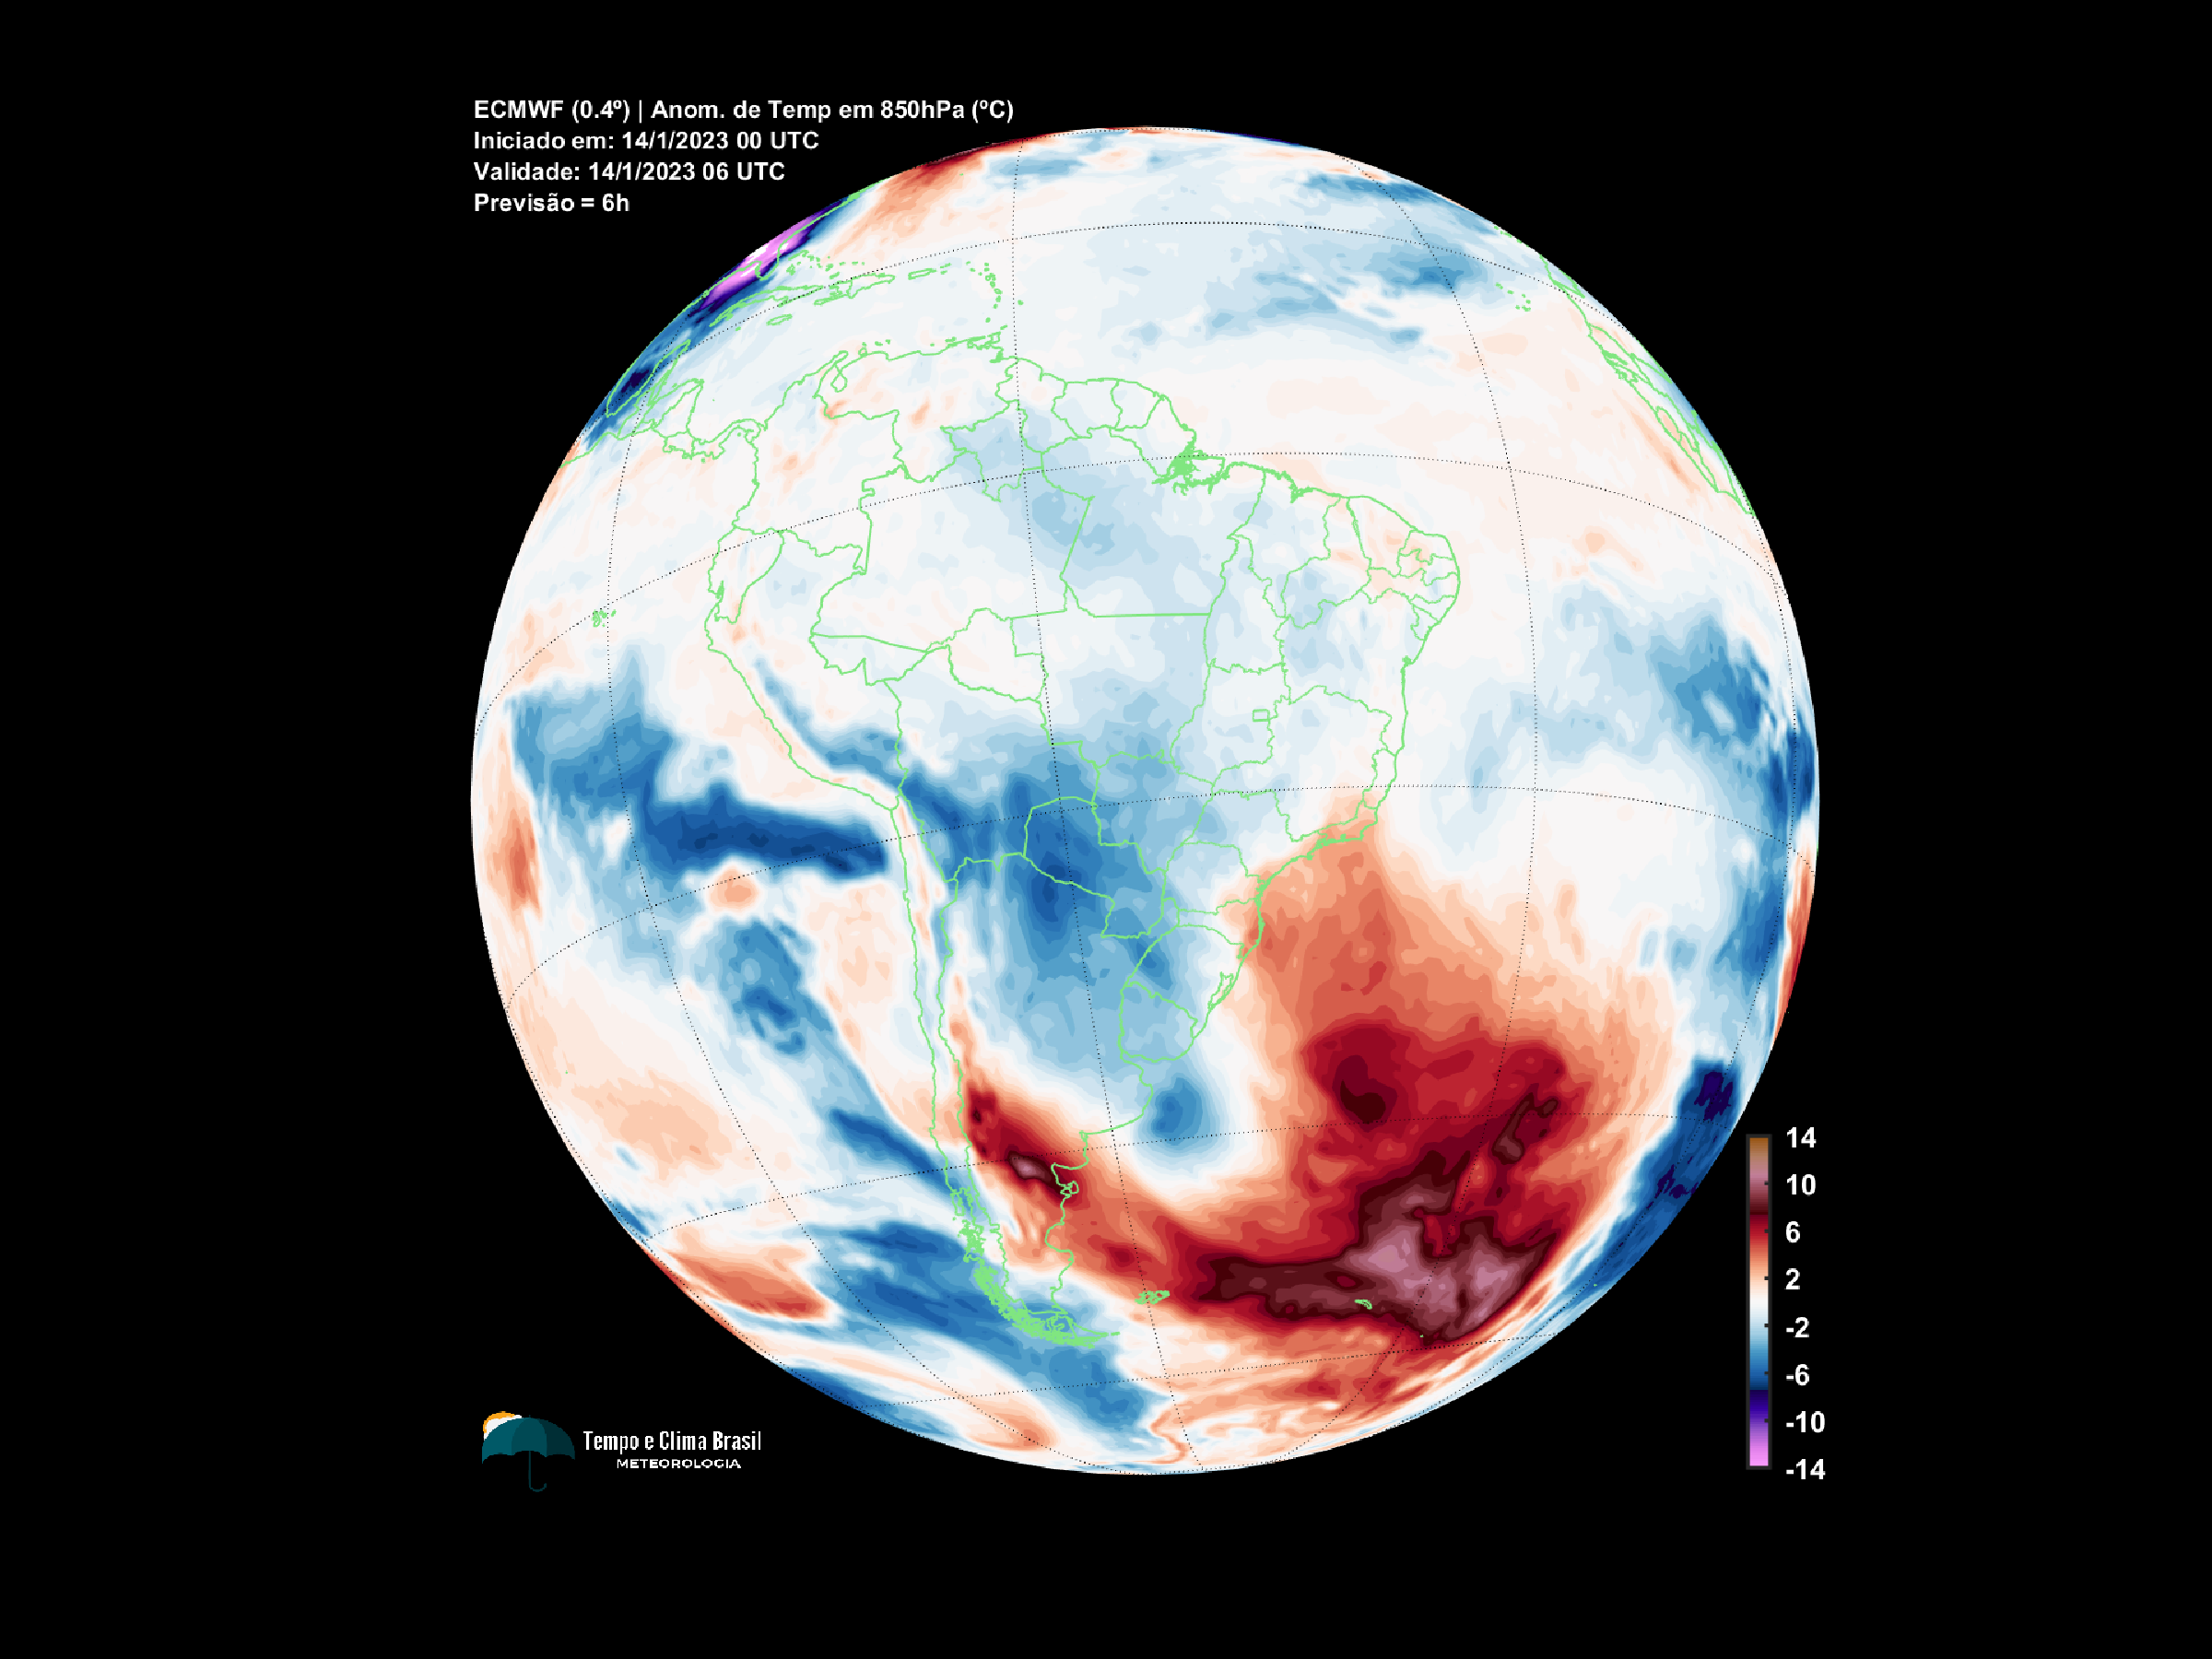 ECMWF (0.4º) | Anom. de Temp em 850hPa (ºC)
Iniciado em: 14/1/2023 00 UTC
Validade: 14/1/2023 06 UTC
Previsão = 6h
14
10
6
2
-2
-6
-10
-14
Tempo e Clima Brasil
METEOROLOGIA